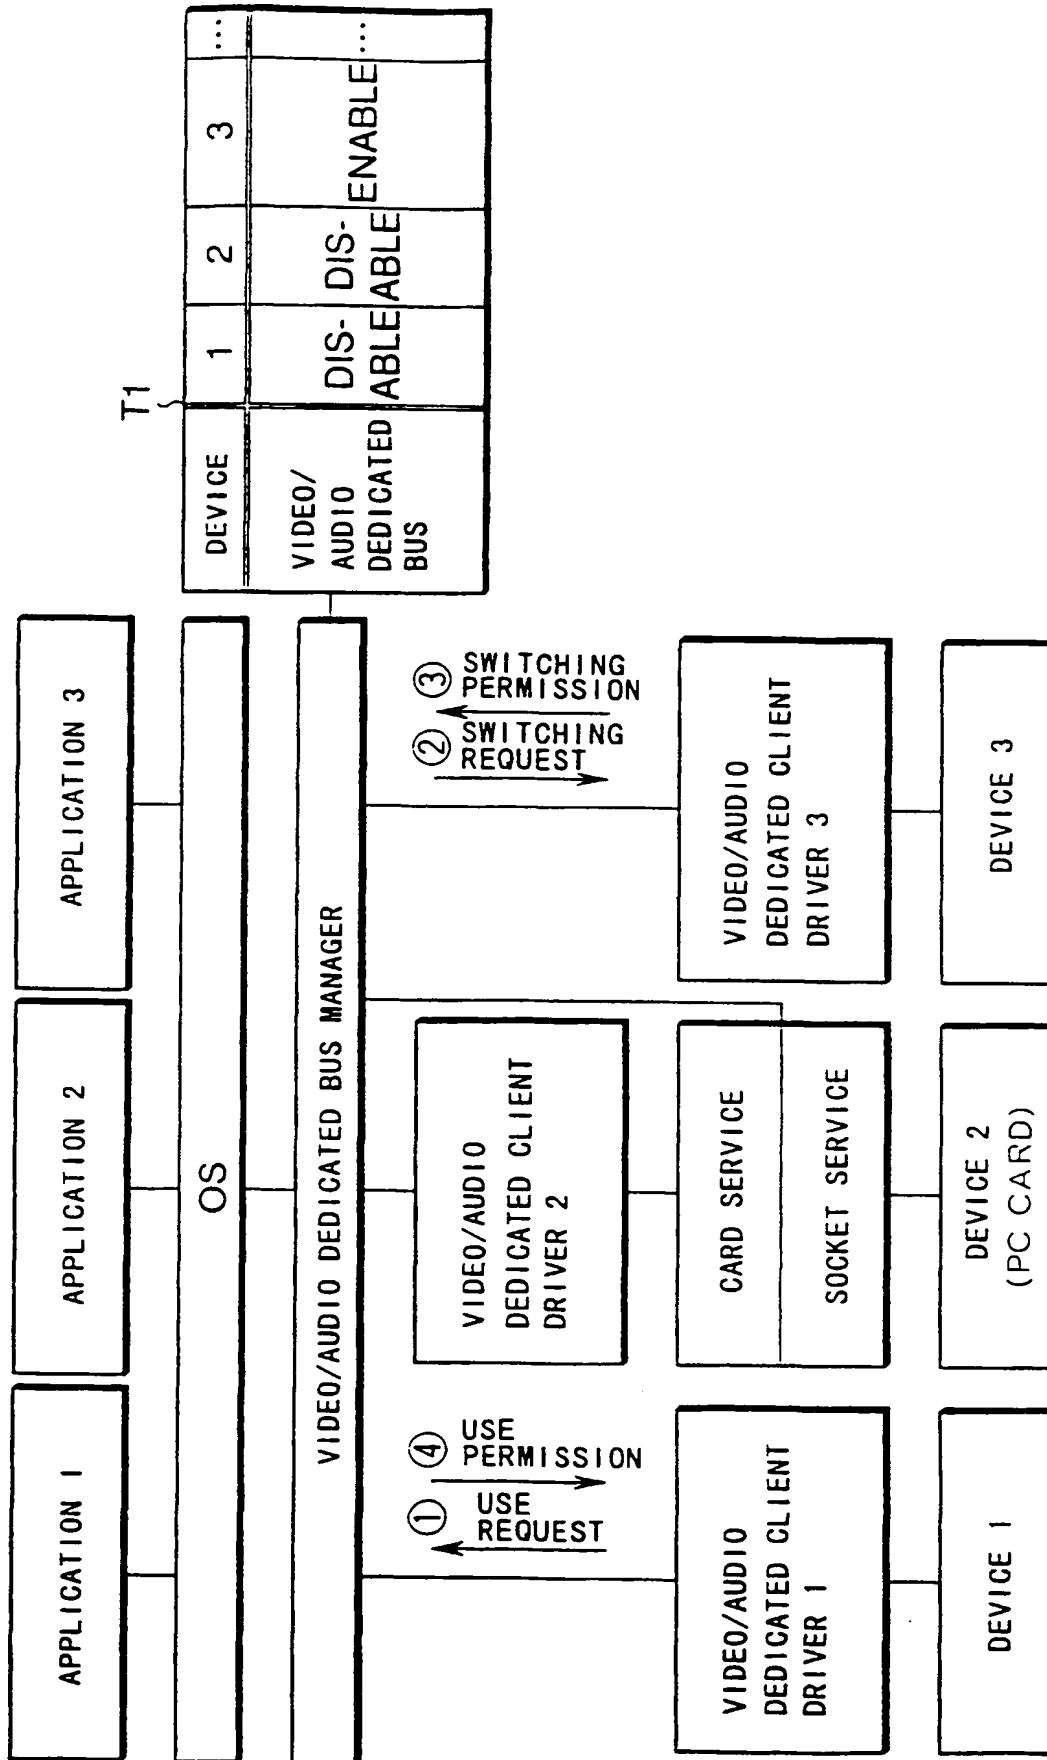 APPLICATION 1
APPLICATION 2
APPLICATION 3
OS
VIDEO/AUDIO DEDICATED BUS MANAGER
T1
DEVICE
1
2
3
...
VIDEO/
AUDIO
DEDICATED
BUS
DIS-
ABLE
DIS-
ABLE
ENABLE
...
① USE
REQUEST
④ USE
PERMISSION
② SWITCHING
REQUEST
③ SWITCHING
PERMISSION
VIDEO/AUDIO
DEDICATED CLIENT
DRIVER 1
VIDEO/AUDIO
DEDICATED CLIENT
DRIVER 2
VIDEO/AUDIO
DEDICATED CLIENT
DRIVER 3
CARD SERVICE
SOCKET SERVICE
DEVICE 1
DEVICE 2
(PC CARD)
DEVICE 3